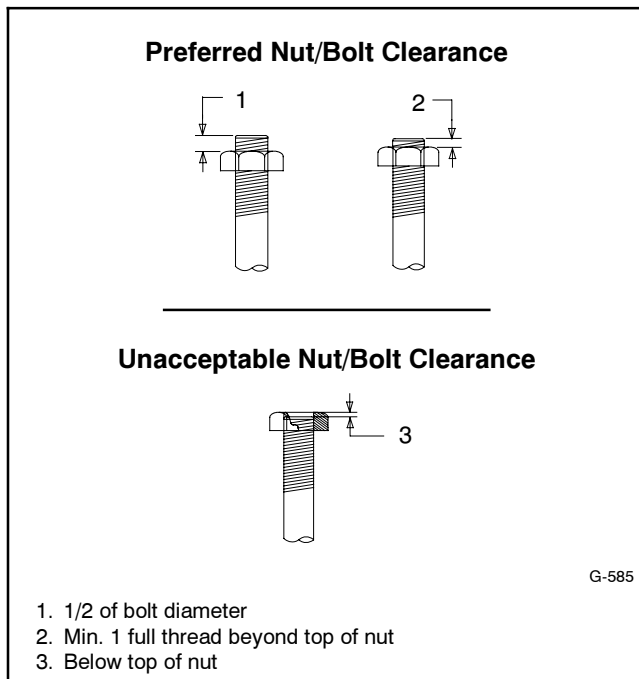 Preferred Nut/Bolt Clearance
1
2
Unacceptable Nut/Bolt Clearance
3
G-585
1. 1/2 of bolt diameter
2. Min. 1 full thread beyond top of nut
3. Below top of nut